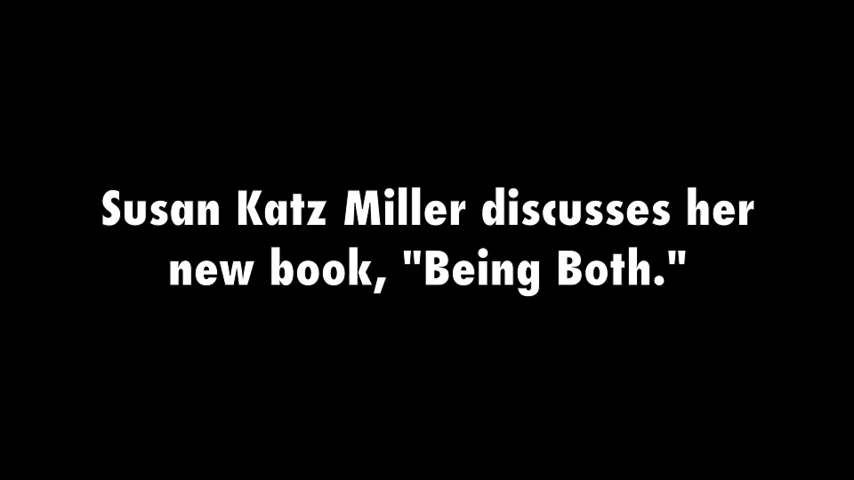 Susan Katz Miller discusses her
new book, "Being Both."